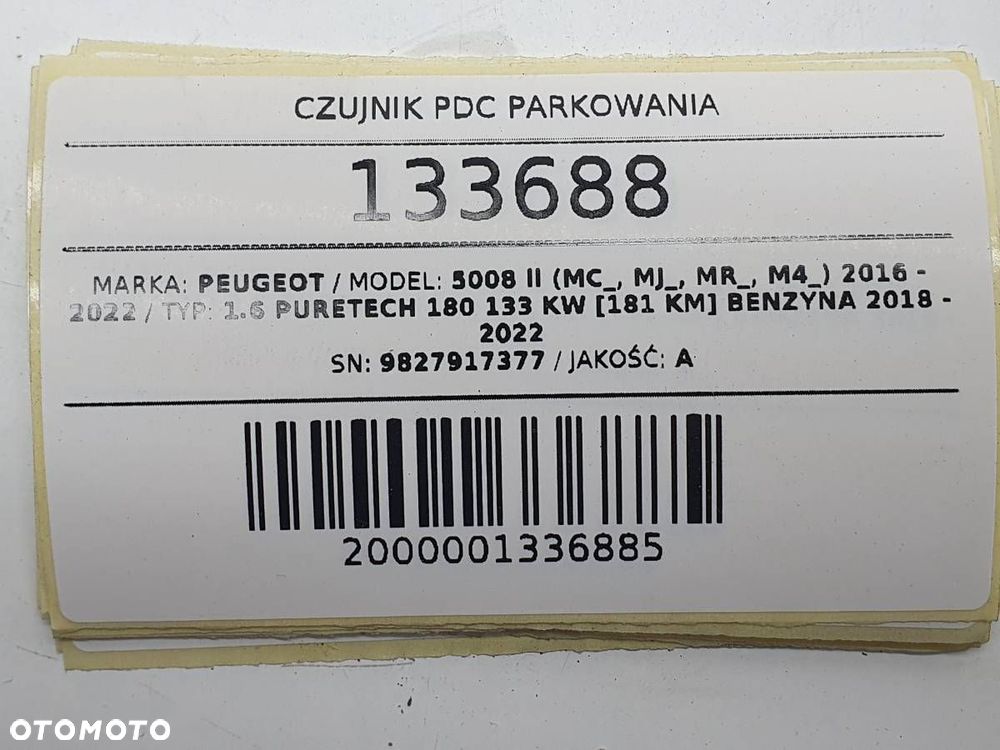 CZUJNIK PDC PARKOWANIA
133688
MARKA: PEUGEOT / MODEL: 5008 II (MC_, MJ_, MR_, M4_) 2016 -
2022 / TYP: 1.6 PURETECH 180 133 KW [181 KM] BENZYNA 2018 -
2022
SN: 9827917377 / JAKOŚĆ: A
2000001336885
OTOMOTO